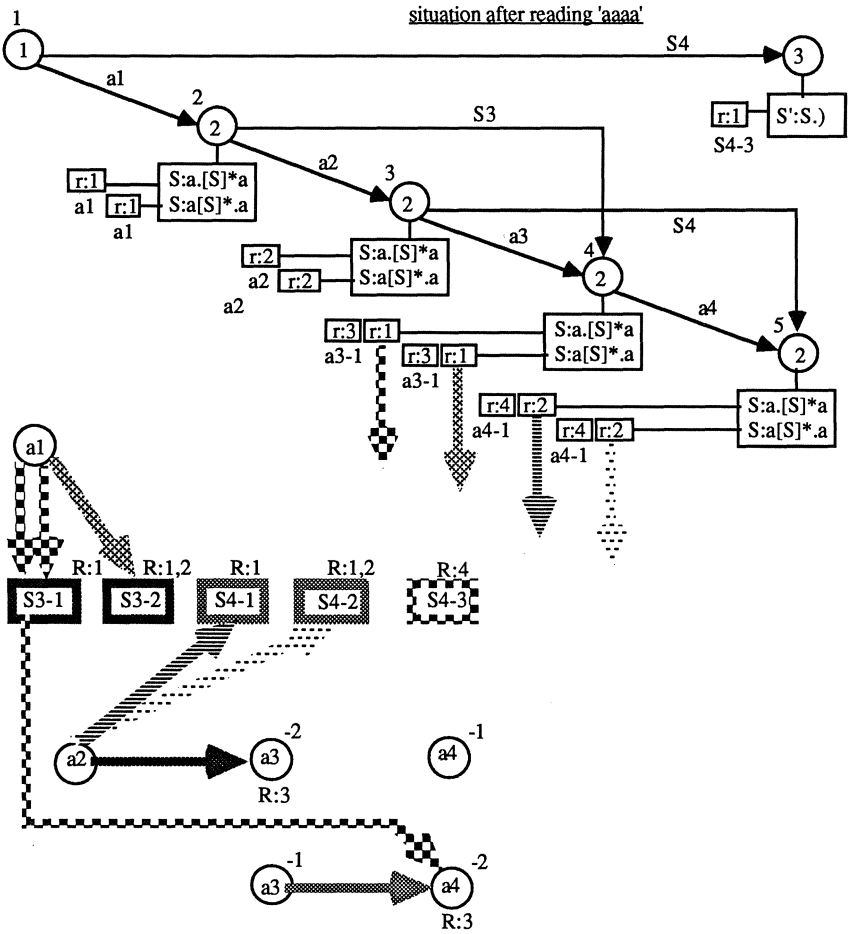 situation after reading 'aaaa'
1
1
S4
3
a1
2
S3
r:1
S':S.)
2
S4-3
a2
3
r:1
S:a.[S]*a
2
S4
a1
r:1
S:a[S]*.a
a1
a3
4
r:2
S:a.[S]*a
2
a2
r:2
S:a[S]*.a
a4
a2
5
r:3
r:1
S:a.[S]*a
2
a3-1
r:3
r:1
S:a[S]*.a
a3-1
r:4
r:2
S:a.[S]*a
a4-1
r:4
r:2
S:a[S]*.a
a4-1
a1
R:1
R:1,2
R:1
R:1,2
R:4
S3-1
S3-2
S4-1
S4-2
S4-3
-2
-1
a2
a3
a4
R:3
-1
-2
a3
a4
R:3